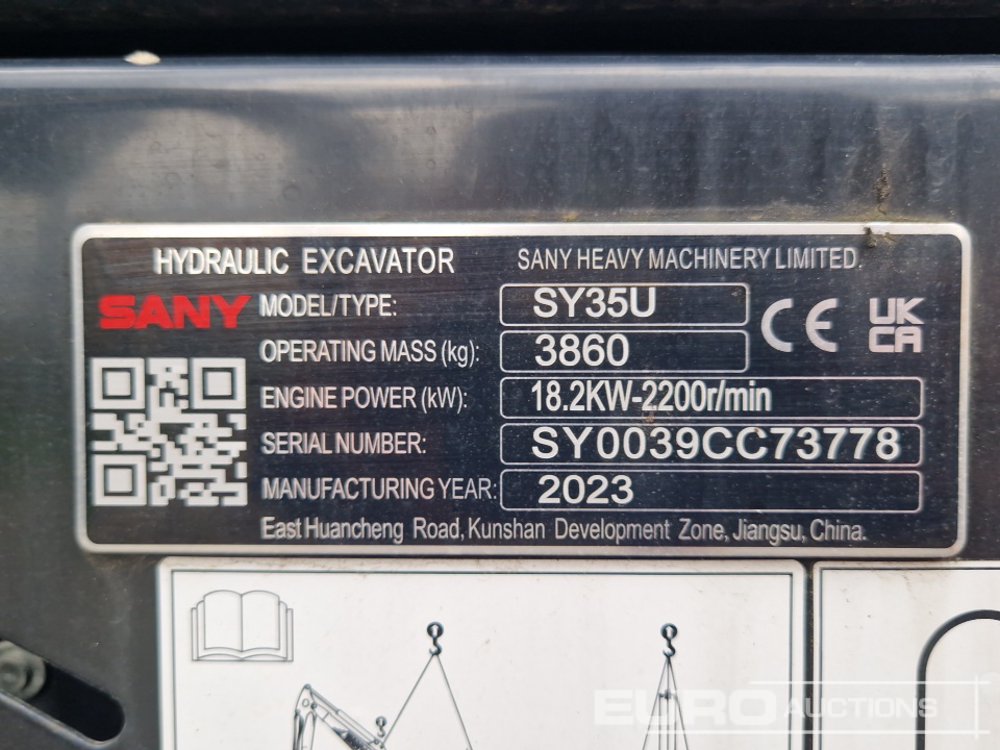 HYDRAULIC EXCAVATOR SANY HEAVY MACHINERY LIMITED.
SANY
MODEL/TYPE: SY35U
CE UK CA
OPERATING MASS (kg): 3860
ENGINE POWER (kW): 18.2KW-2200r/min
SERIAL NUMBER: SY0039CC73778
MANUFACTURING YEAR: 2023
East Huancheng Road, Kunshan Development Zone, Jiangsu, China.
EURO AUCTIONS